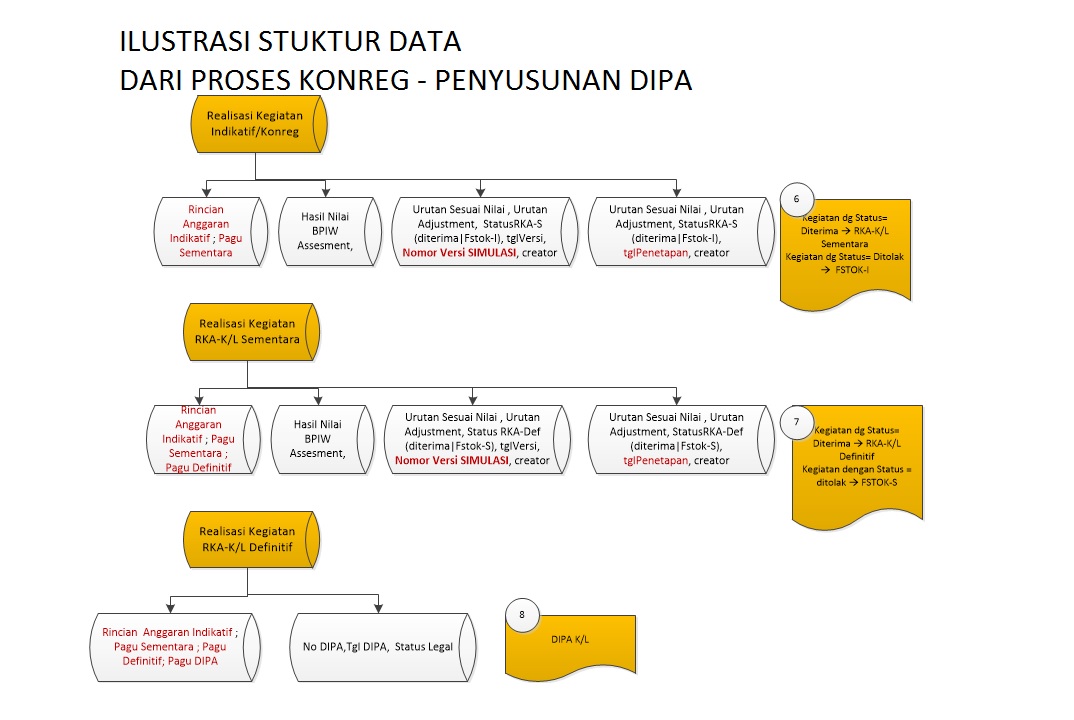 ILUSTRASI STUKTUR DATA
DARI PROSES KONREG - PENYUSUNAN DIPA
Realisasi Kegiatan
Indikatif/Konreg
Rincian
Anggaran
Indikatif ; Pagu
Sementara
Hasil Nilai
BPIW
Assesment,
Urutan Sesuai Nilai , Urutan
Adjustment, StatusRKA-S
(diterima|Fstok-I), tglVersi,
Nomor Versi SIMULASI, creator
Urutan Sesuai Nilai , Urutan
Adjustment, StatusRKA-S
(diterima|Fstok-I),
tglPenetapan, creator
6
Kegiatan dg Status=
Diterima → RKA-K/L
Sementara
Kegiatan dg Status= Ditolak
→ FSTOK-I
Realisasi Kegiatan
RKA-K/L Sementara
Rincian
Anggaran
Indikatif ; Pagu
Sementara ;
Pagu Definitif
Hasil Nilai
BPIW
Assesment,
Urutan Sesuai Nilai , Urutan
Adjustment, Status RKA-Def
(diterima|Fstok-S), tglVersi,
Nomor Versi SIMULASI, creator
Urutan Sesuai Nilai , Urutan
Adjustment, StatusRKA-Def
(diterima|Fstok-S),
tglPenetapan, creator
7
Kegiatan dg Status=
Diterima → RKA-K/L
Definitif
Kegiatan dengan Status =
ditolak → FSTOK-S
Realisasi Kegiatan
RKA-K/L Definitif
Rincian Anggaran Indikatif ;
Pagu Sementara ; Pagu
Definitif; Pagu DIPA
No DIPA,Tgl DIPA, Status Legal
8
DIPA K/L